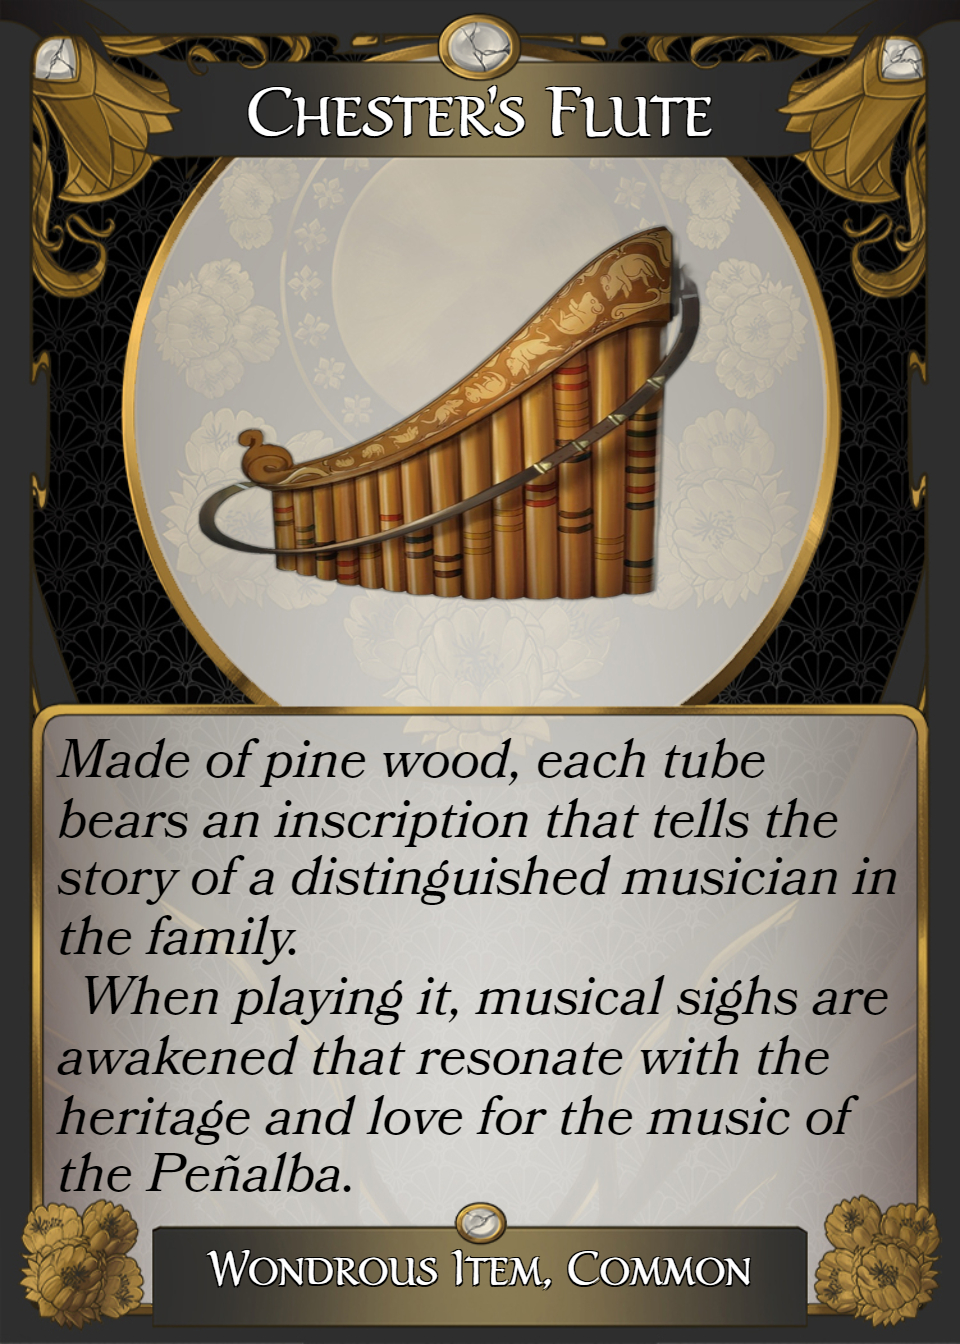 Chester's Flute
Made of pine wood, each tube
bears an inscription that tells the
story of a distinguished musician in
the family.
When playing it, musical sighs are
awakened that resonate with the
heritage and love for the music of
the Peñalba.
Wondrous Item, Common